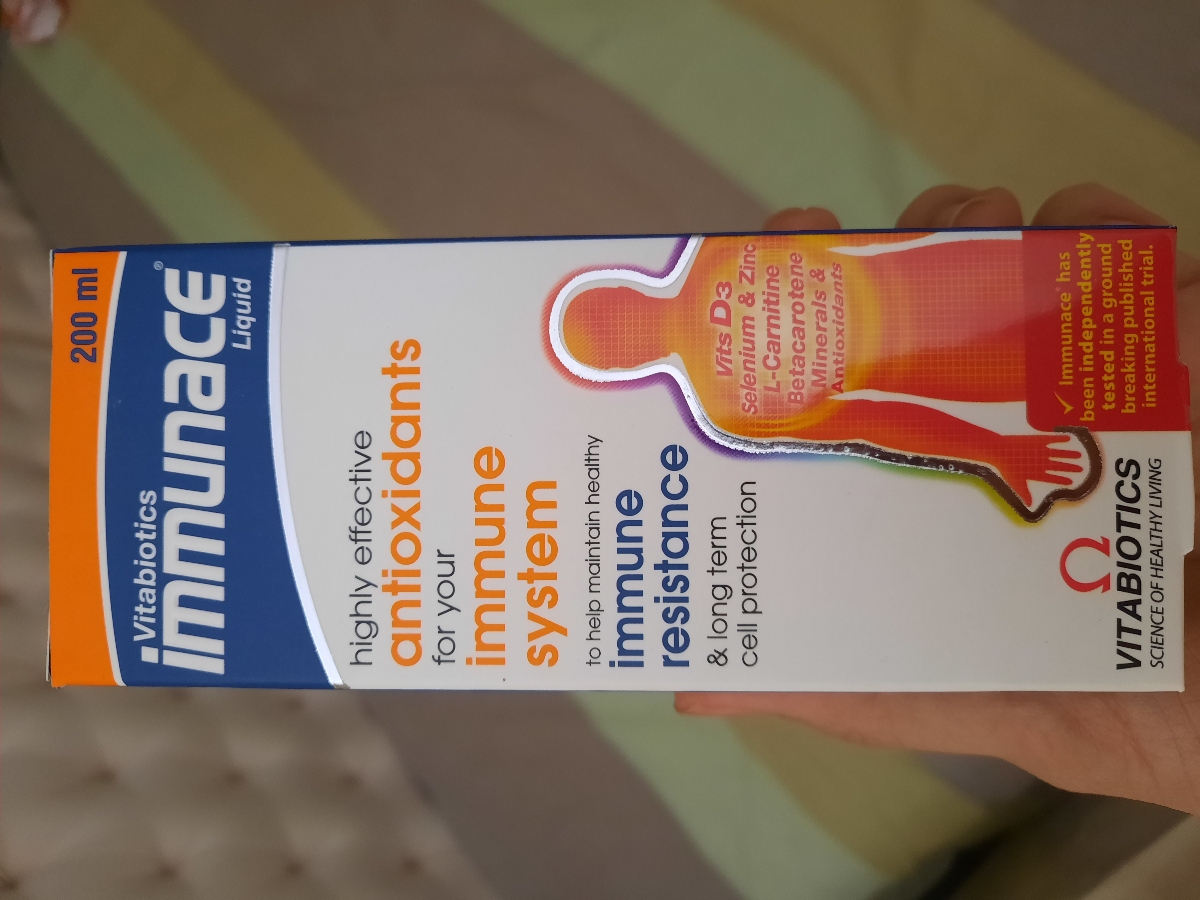 200 ml
Vitabiotics
immunace®
Liquid
highly effective
antioxidants
for your
immune
system
to help maintain healthy
immune
resistance
& long term
cell protection
Vits D3
Selenium & Zinc
L-Carnitine
Betacarotene
Minerals &
Antioxidants
✓ Immunace® has
been independently
tested in a ground
breaking published
international trial.
VITABIOTICS
SCIENCE OF HEALTHY LIVING